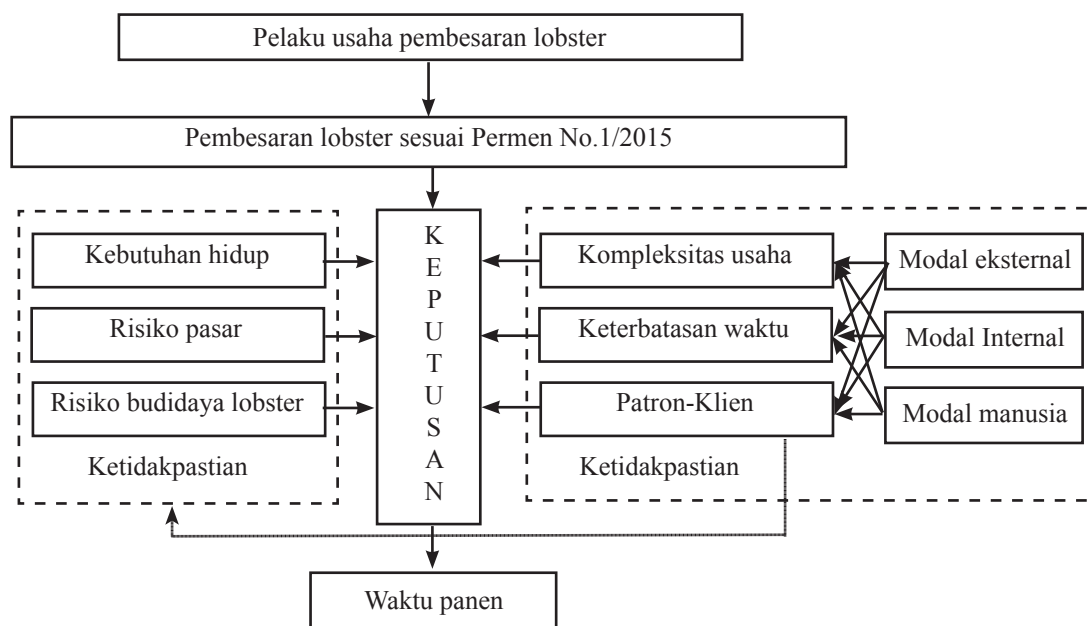 Pelaku usaha pembesaran lobster
Pembesaran lobster sesuai Permen No.1/2015
Kebutuhan hidup
Risiko pasar
Risiko budidaya lobster
Ketidakpastian
K
E
P
U
T
U
S
A
N
Kompleksitas usaha
Keterbatasan waktu
Patron-Klien
Ketidakpastian
Modal eksternal
Modal Internal
Modal manusia
Waktu panen